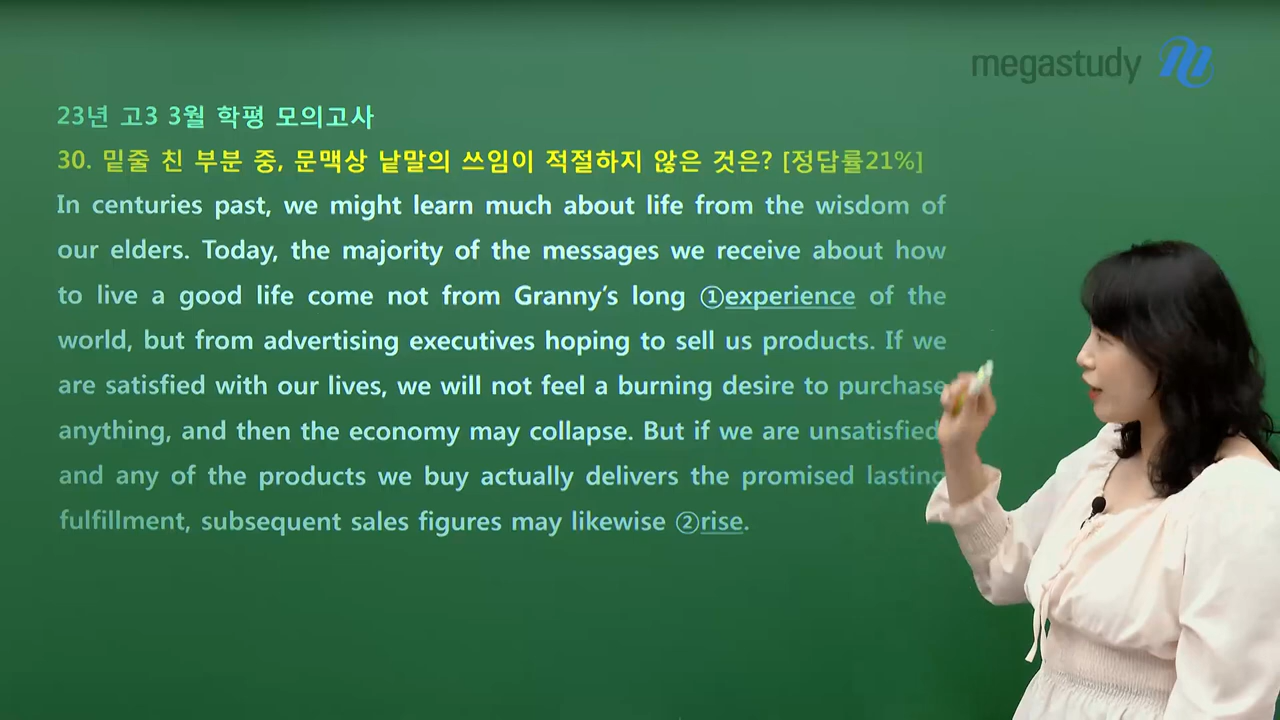 megastudy
23년 고3 3월 학평 모의고사
30. 밑줄 친 부분 중, 문맥상 낱말의 쓰임이 적절하지 않은 것은? [정답률21%]
In centuries past, we might learn much about life from the wisdom of
our elders. Today, the majority of the messages we receive about how
to live a good life come not from Granny's long ①experience of the
world, but from advertising executives hoping to sell us products. If we
are satisfied with our lives, we will not feel a burning desire to purchase
anything, and then the economy may collapse. But if we are unsatisfied
and any of the products we buy actually delivers the promised lasting
fulfillment, subsequent sales figures may likewise ②rise.